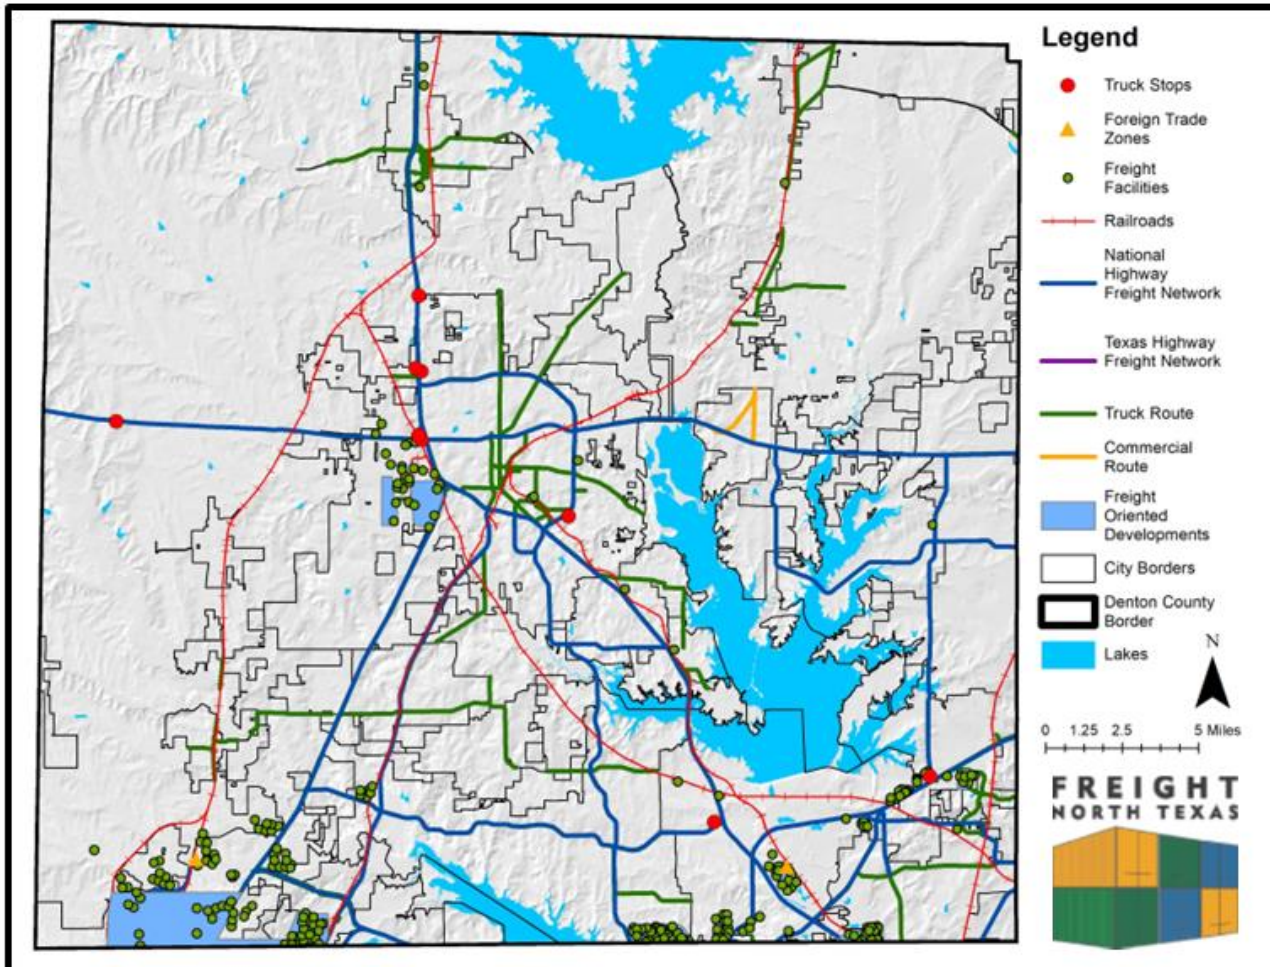 Legend
Truck Stops
Foreign Trade
Zones
Freight
Facilities
Railroads
National
Highway
Freight Network
Texas Highway
Freight Network
Truck Route
Commercial
Route
Freight
Oriented
Developments
City Borders
Denton County
Border
Lakes
N
0 1.25 2.5 5 Miles
FREIGHT
NORTH TEXAS